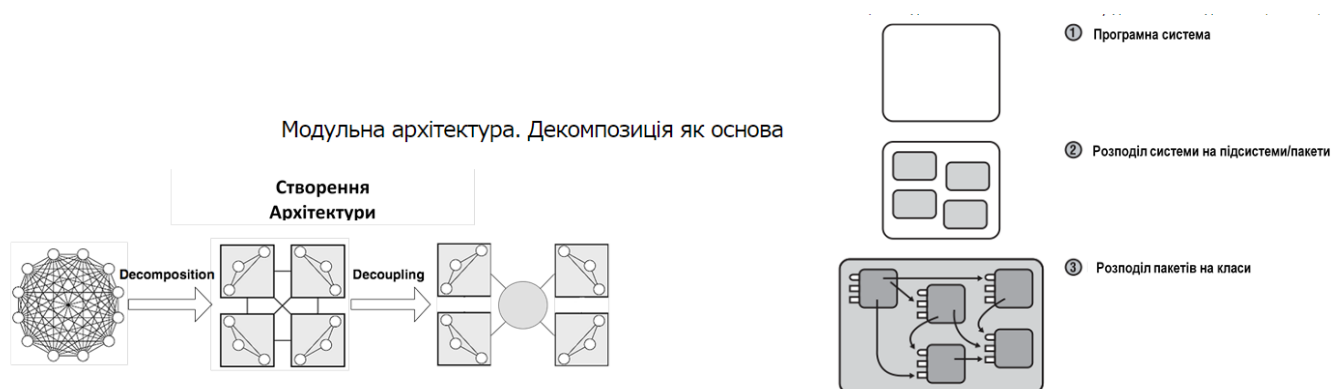 Модульна архітектура. Декомпозиція як основа
Створення
Архітектури
Decomposition
Decoupling
1 Програмна система
2 Розподіл системи на підсистеми/пакети
3 Розподіл пакетів на класи